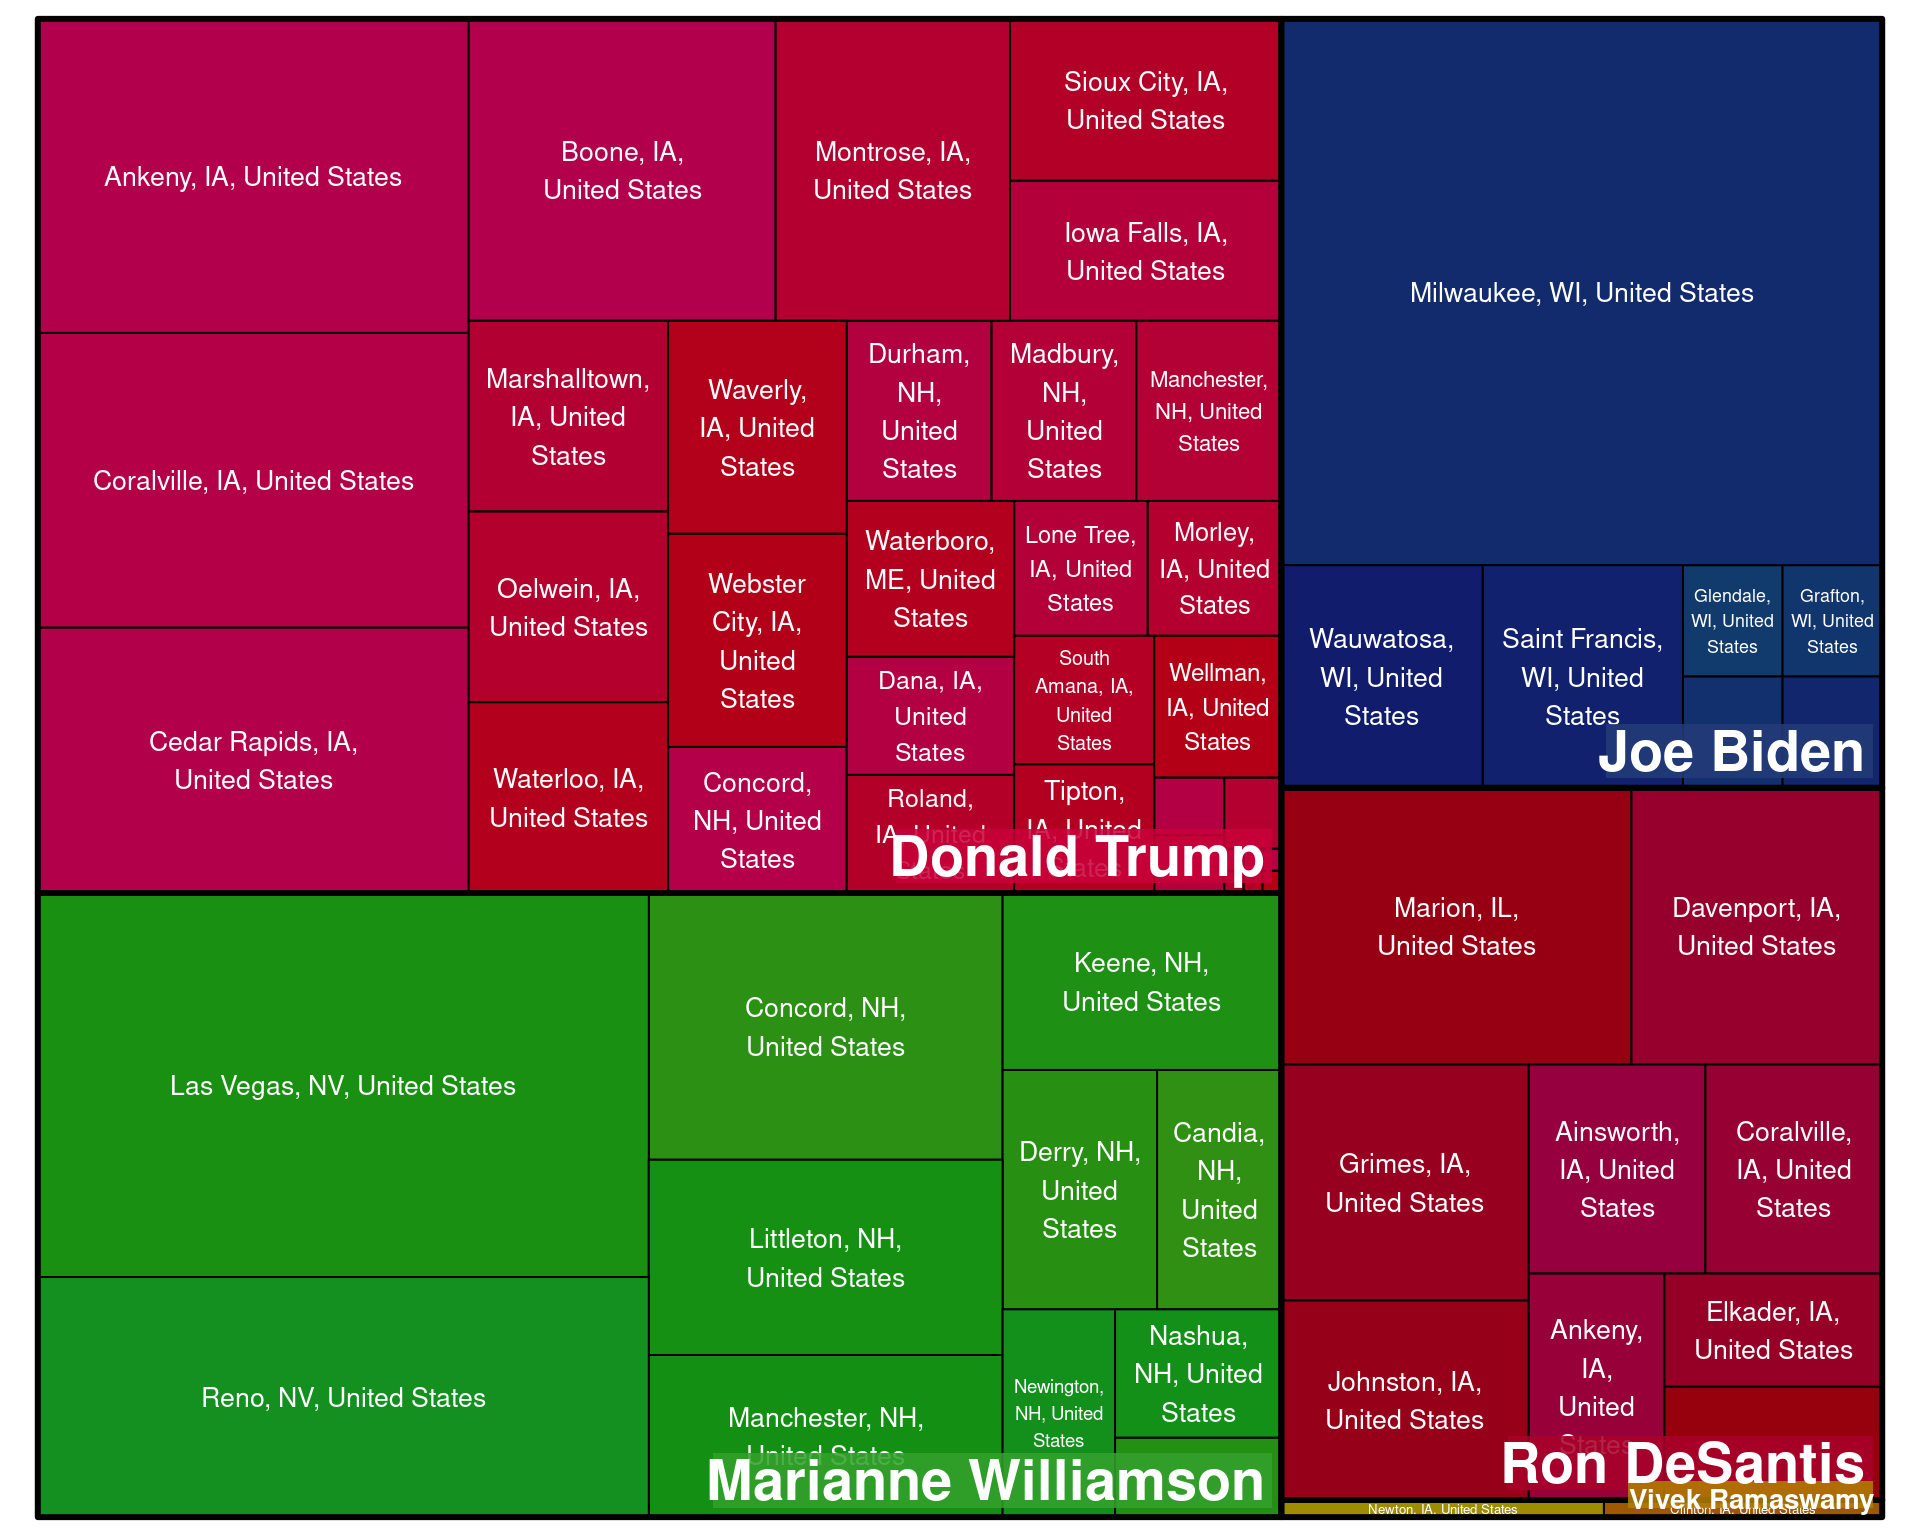 Ankeny, IA, United States
Boone, IA,
United States
Montrose, IA,
United States
Sioux City, IA,
United States
Iowa Falls, IA,
United States
Coralville, IA, United States
Cedar Rapids, IA,
United States
Marshalltown,
IA, United
States
Oelwein, IA,
United States
Waterloo, IA,
United States
Waverly,
IA, United
States
Webster
City, IA,
United
States
Concord,
NH, United
States
Durham,
NH,
United
States
Madbury,
NH,
United
States
Manchester,
NH, United
States
Waterboro,
ME, United
States
Lone Tree,
IA, United
States
Morley,
IA, United
States
Dana, IA,
United
States
Roland,
IA, United
States
South
Amana, IA,
United
States
Wellman,
IA, United
States
Tipton,
IA, United
States
Donald Trump
Milwaukee, WI, United States
Wauwatosa,
WI, United
States
Saint Francis,
WI, United
States
Glendale,
WI, United
States
Grafton,
WI, United
States
Joe Biden
Las Vegas, NV, United States
Reno, NV, United States
Concord, NH,
United States
Littleton, NH,
United States
Manchester, NH,
United States
Keene, NH,
United States
Derry, NH,
United
States
Candia,
NH,
United
States
Newington,
NH, United
States
Nashua,
NH, United
States
Marianne Williamson
Marion, IL,
United States
Davenport, IA,
United States
Grimes, IA,
United States
Johnston, IA,
United States
Ainsworth,
IA, United
States
Coralville,
IA, United
States
Ankeny,
IA,
United
States
Elkader, IA,
United States
Ron DeSantis
Newton, IA, United States
Clinton, IA, United States
Vivek Ramaswamy